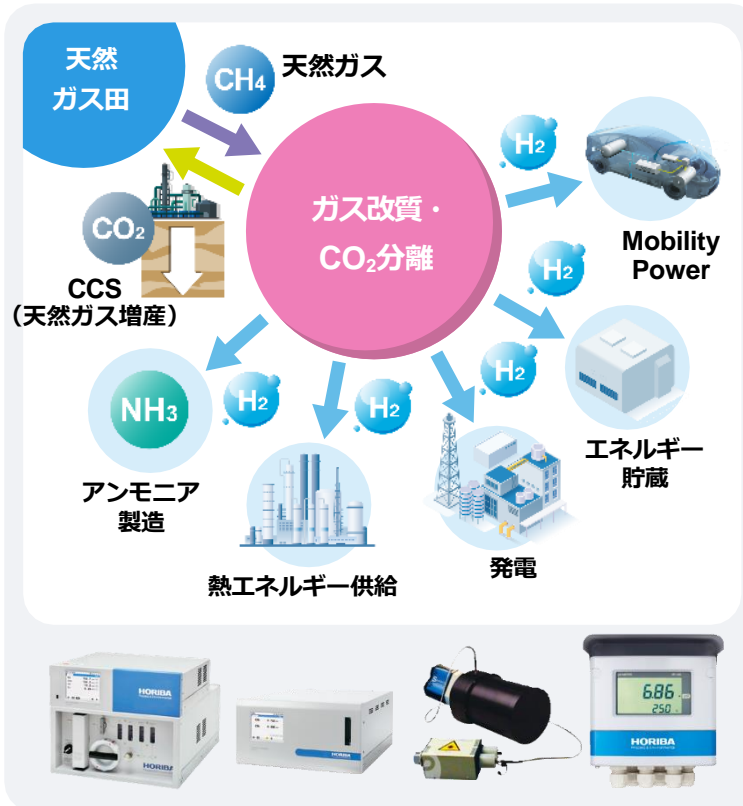 天然
ガス田
CH4
天然ガス
H2
CO2
ガス改質・
CO2分離
Mobility
Power
CCS
（天然ガス増産）
H2
NH3
H2
H2
H2
アンモニア
製造
エネルギー
貯蔵
熱エネルギー供給
発電
HORIBA
HORIBA
6.86
25.0
HORIBA
HORIBA